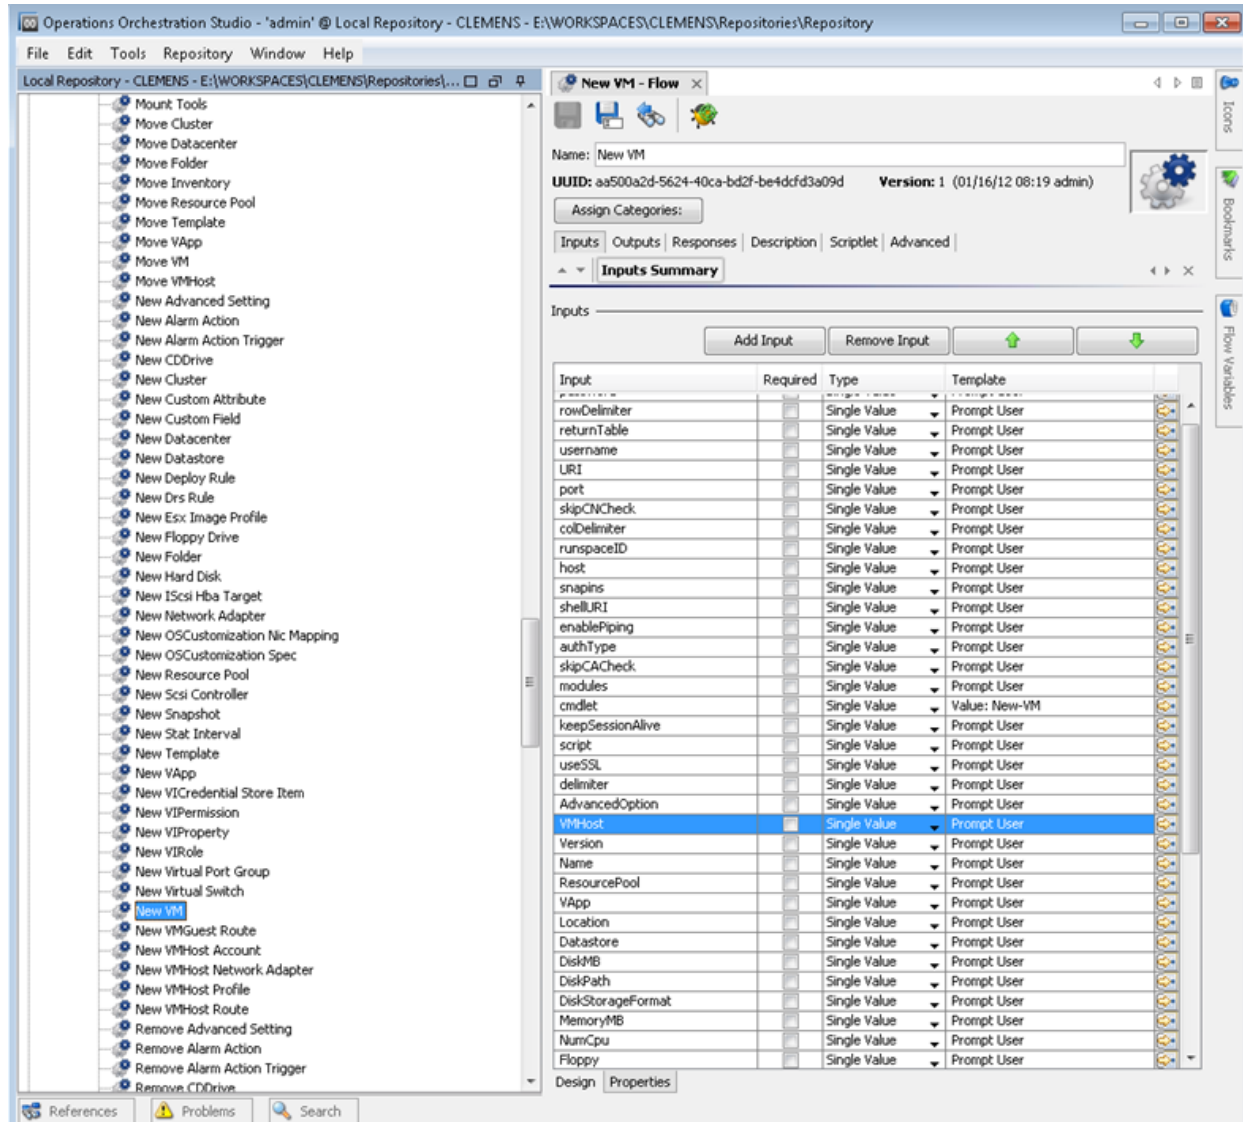 Operations Orchestration Studio - 'admin' @ Local Repository - CLEMENS - E:\WORKSPACES\CLEMENS\Repositories\Repository
File Edit Tools Repository Window Help
Local Repository - CLEMENS - E:\WORKSPACES\CLEMENS\Repositories\...
Mount Tools
Move Cluster
Move Datacenter
Move Folder
Move Inventory
Move Resource Pool
Move Template
Move VApp
Move VM
Move VMHost
New Advanced Setting
New Alarm Action
New Alarm Action Trigger
New CDDrive
New Cluster
New Custom Attribute
New Custom Field
New Datacenter
New Datastore
New Deploy Rule
New Drs Rule
New Esx Image Profile
New Floppy Drive
New Folder
New Hard Disk
New IScsi Hba Target
New Network Adapter
New OSCustomization Nic Mapping
New OSCustomization Spec
New Resource Pool
New Scsi Controller
New Snapshot
New Stat Interval
New Template
New VApp
New VICredential Store Item
New VIPermission
New VIProperty
New VIRole
New Virtual Port Group
New Virtual Switch
New VM
New VMGuest Route
New VMHost Account
New VMHost Network Adapter
New VMHost Profile
New VMHost Route
Remove Advanced Setting
Remove Alarm Action
Remove Alarm Action Trigger
Remove CDDrive
References Problems Search
New VM - Flow
Name: New VM
UUID: aa500a2d-5624-40ca-bd2f-be4dcfd3a09d Version: 1 (01/16/12 08:19 admin)
Assign Categories:
Inputs Outputs Responses Description Scriptlet Advanced
Inputs Summary
Inputs
Add Input Remove Input
Input Required Type Template
rowDelimiter Single Value Prompt User
returnTable Single Value Prompt User
username Single Value Prompt User
URI Single Value Prompt User
port Single Value Prompt User
skipCNCheck Single Value Prompt User
colDelimiter Single Value Prompt User
runspaceID Single Value Prompt User
host Single Value Prompt User
snapins Single Value Prompt User
shellURI Single Value Prompt User
enablePiping Single Value Prompt User
authType Single Value Prompt User
skipCACheck Single Value Prompt User
modules Single Value Prompt User
cmdlet Single Value Value: New-VM
keepSessionAlive Single Value Prompt User
script Single Value Prompt User
useSSL Single Value Prompt User
delimiter Single Value Prompt User
AdvancedOption Single Value Prompt User
VMHost Single Value Prompt User
Version Single Value Prompt User
Name Single Value Prompt User
ResourcePool Single Value Prompt User
VApp Single Value Prompt User
Location Single Value Prompt User
Datastore Single Value Prompt User
DiskMB Single Value Prompt User
DiskPath Single Value Prompt User
DiskStorageFormat Single Value Prompt User
MemoryMB Single Value Prompt User
NumCpu Single Value Prompt User
Floppy Single Value Prompt User
Design Properties
Icons
Bookmarks
Flow Variables